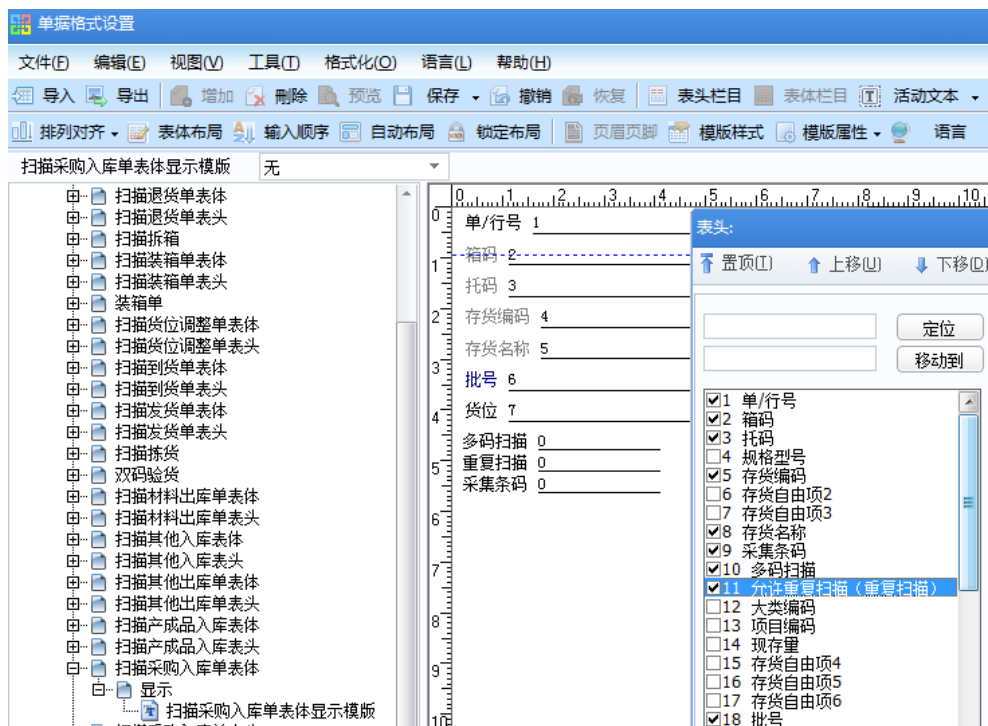 单据格式设置
文件(F) 编辑(E) 视图(V) 工具(T) 格式化(O) 语言(L) 帮助(H)
导入 导出 增加 删除 预览 保存 撤销 恢复 表头栏目 表体栏目 活动文本
排列对齐 表体布局 输入顺序 自动布局 锁定布局 页眉页脚 模版样式 模版属性 语言
扫描采购入库单表体显示模版 无
扫描退货单表体
扫描退货单表头
扫描拆箱
扫描装箱单表体
扫描装箱单表头
装箱单
扫描货位调整单表体
扫描货位调整单表头
扫描到货单表体
扫描到货单表头
扫描发货单表体
扫描发货单表头
扫描拣货
双码验货
扫描材料出库单表体
扫描材料出库单表头
扫描其他入库表体
扫描其他入库表头
扫描其他出库单表体
扫描其他出库单表头
扫描产成品入库表体
扫描产成品入库表头
扫描采购入库单表体
显示
扫描采购入库单表体显示模版
0 1 2 3 4 5 6 7 8 9 10
0
1
2
3
4
5
6
7
8
9
10
单/行号 1
箱码 2
托码 3
存货编码 4
存货名称 5
批号 6
货位 7
多码扫描 0
重复扫描 0
采集条码 0
表头:
置顶(T) 上移(U) 下移(D)
定位
移动到
1 单/行号
2 箱码
3 托码
4 规格型号
5 存货编码
6 存货自由项2
7 存货自由项3
8 存货名称
9 采集条码
10 多码扫描
11 允许重复扫描（重复扫描）
12 大类编码
13 项目编码
14 现存量
15 存货自由项4
16 存货自由项5
17 存货自由项6
18 批号